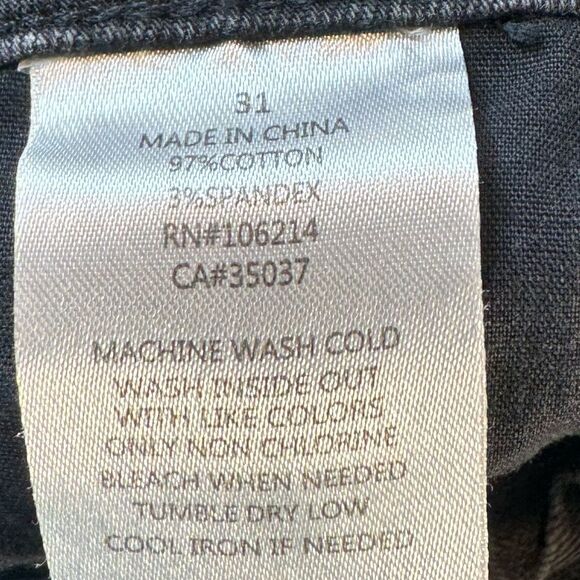 31
MADE IN CHINA
97%COTTON
3%SPANDEX
RN#106214
CA#35037
MACHINE WASH COLD
WASH INSIDE OUT
WITH LIKE COLORS
ONLY NON CHLORINE
BLEACH WHEN NEEDED
TUMBLE DRY LOW
COOL IRON IF NEEDED